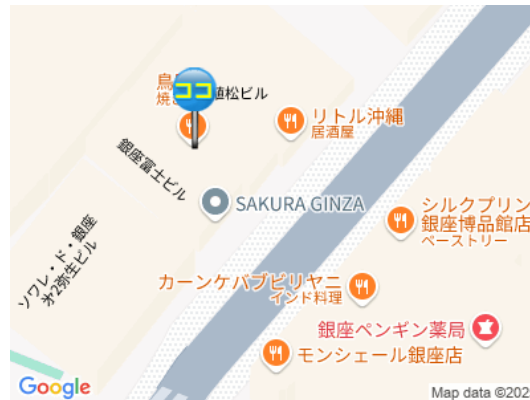 鳥
ココ
植松ビル
焼き
リトル沖縄
居酒屋
銀座冨士ビル
SAKURA GINZA
シルクプリン
銀座博品館店
ペーストリー
ソワレ・ド・銀座
第2弥生ビル
カーンケバブビリヤニ
インド料理
銀座ペンギン薬局
モンシェール銀座店
Google
Map data ©202